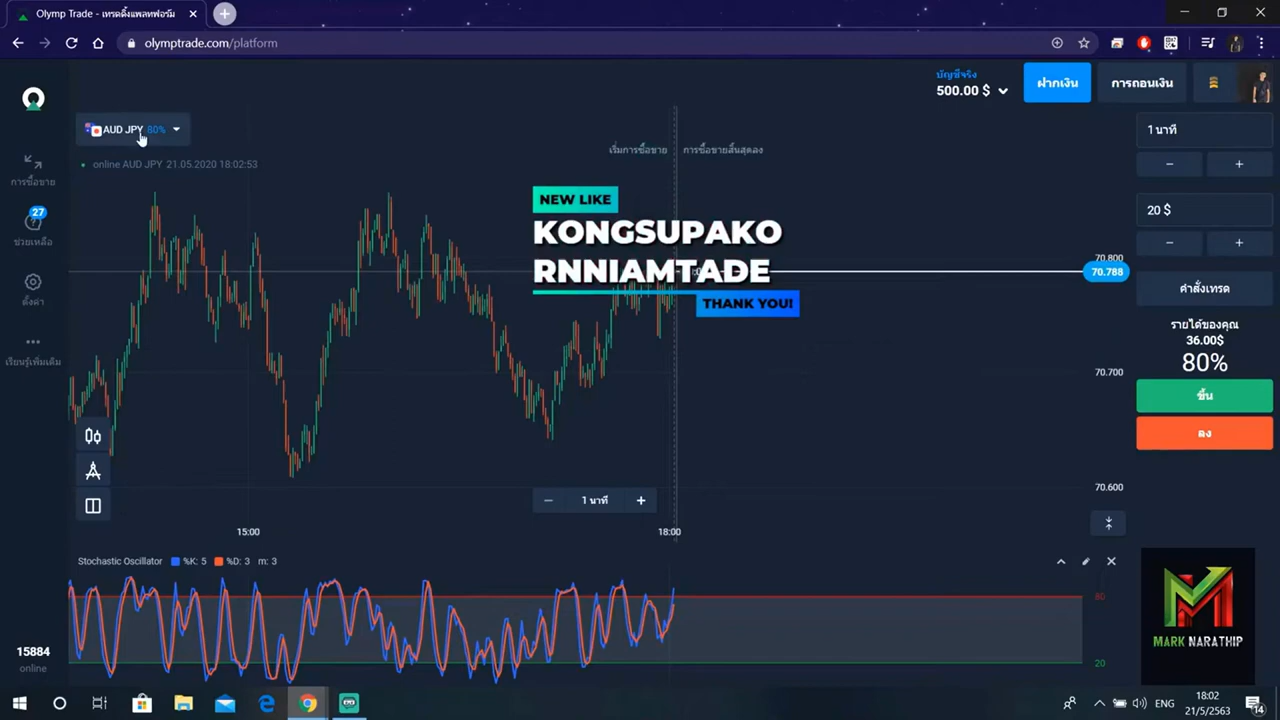 Olymp Trade - เทรดดิ้งแพลทฟอร์ม
olymptrade.com/platform
บัญชีจริง
500.00 $
ฝากเงิน
การถอนเงิน
AUD JPY 80%
online AUD JPY 21.05.2020 18:02:53
เริ่มการซื้อขาย
การซื้อขายสิ้นสุดลง
การซื้อขาย
27
ช่วยเหลือ
ตั้งค่า
เรียนรู้เพิ่มเติม
NEW LIKE
KONGSUPAKO
RNNIAMTADE
THANK YOU!
1 นาที
− +
20 $
− +
คำสั่งเทรด
รายได้ของคุณ
36.00$
80%
ขึ้น
ลง
70.800
70.788
70.700
70.600
− 1 นาที +
15:00
18:00
Stochastic Oscillator %K: 5 %D: 3 m: 3
80
20
MARK NARATHIP
15884
online
ENG
18:02
21/5/2563
14